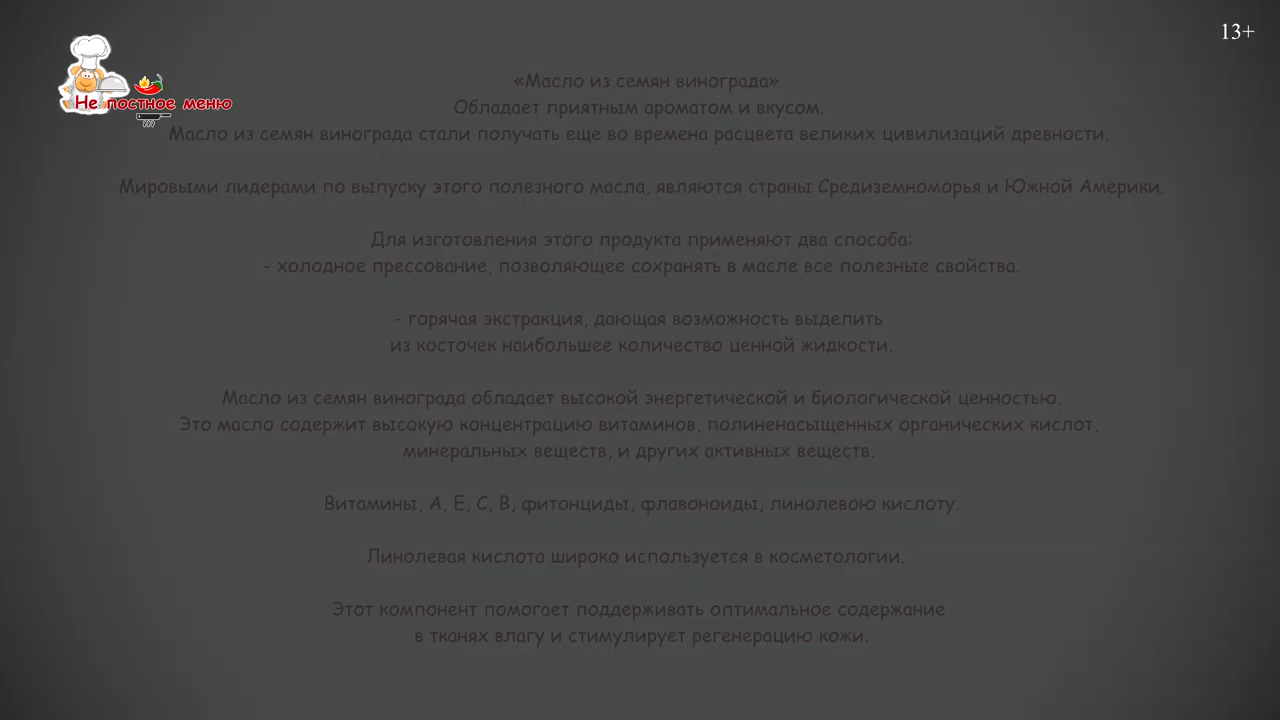 13+
Не постное меню
«Масло из семян винограда»
Обладает приятным ароматом и вкусом.
Масло из семян винограда стали получать еще во времена расцвета великих цивилизаций древности.
Мировыми лидерами по выпуску этого полезного масла, являются страны Средиземноморья и Южной Америки.
Для изготовления этого продукта применяют два способа:
- холодное прессование, позволяющее сохранять в масле все полезные свойства.
- горячая экстракция, дающая возможность выделить
из косточек наибольшее количество ценной жидкости.
Масло из семян винограда обладает высокой энергетической и биологической ценностью.
Это масло содержит высокую концентрацию витаминов, полиненасыщенных органических кислот,
минеральных веществ, и других активных веществ.
Витамины, А, Е, С, В, фитонциды, флавоноиды, линолевою кислоту.
Линолевая кислота широко используется в косметологии.
Этот компонент помогает поддерживать оптимальное содержание
в тканях влагу и стимулирует регенерацию кожи.